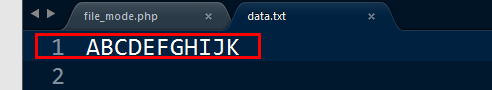 file_mode.php × data.txt ×
1 ABCDEFGHIJK
2